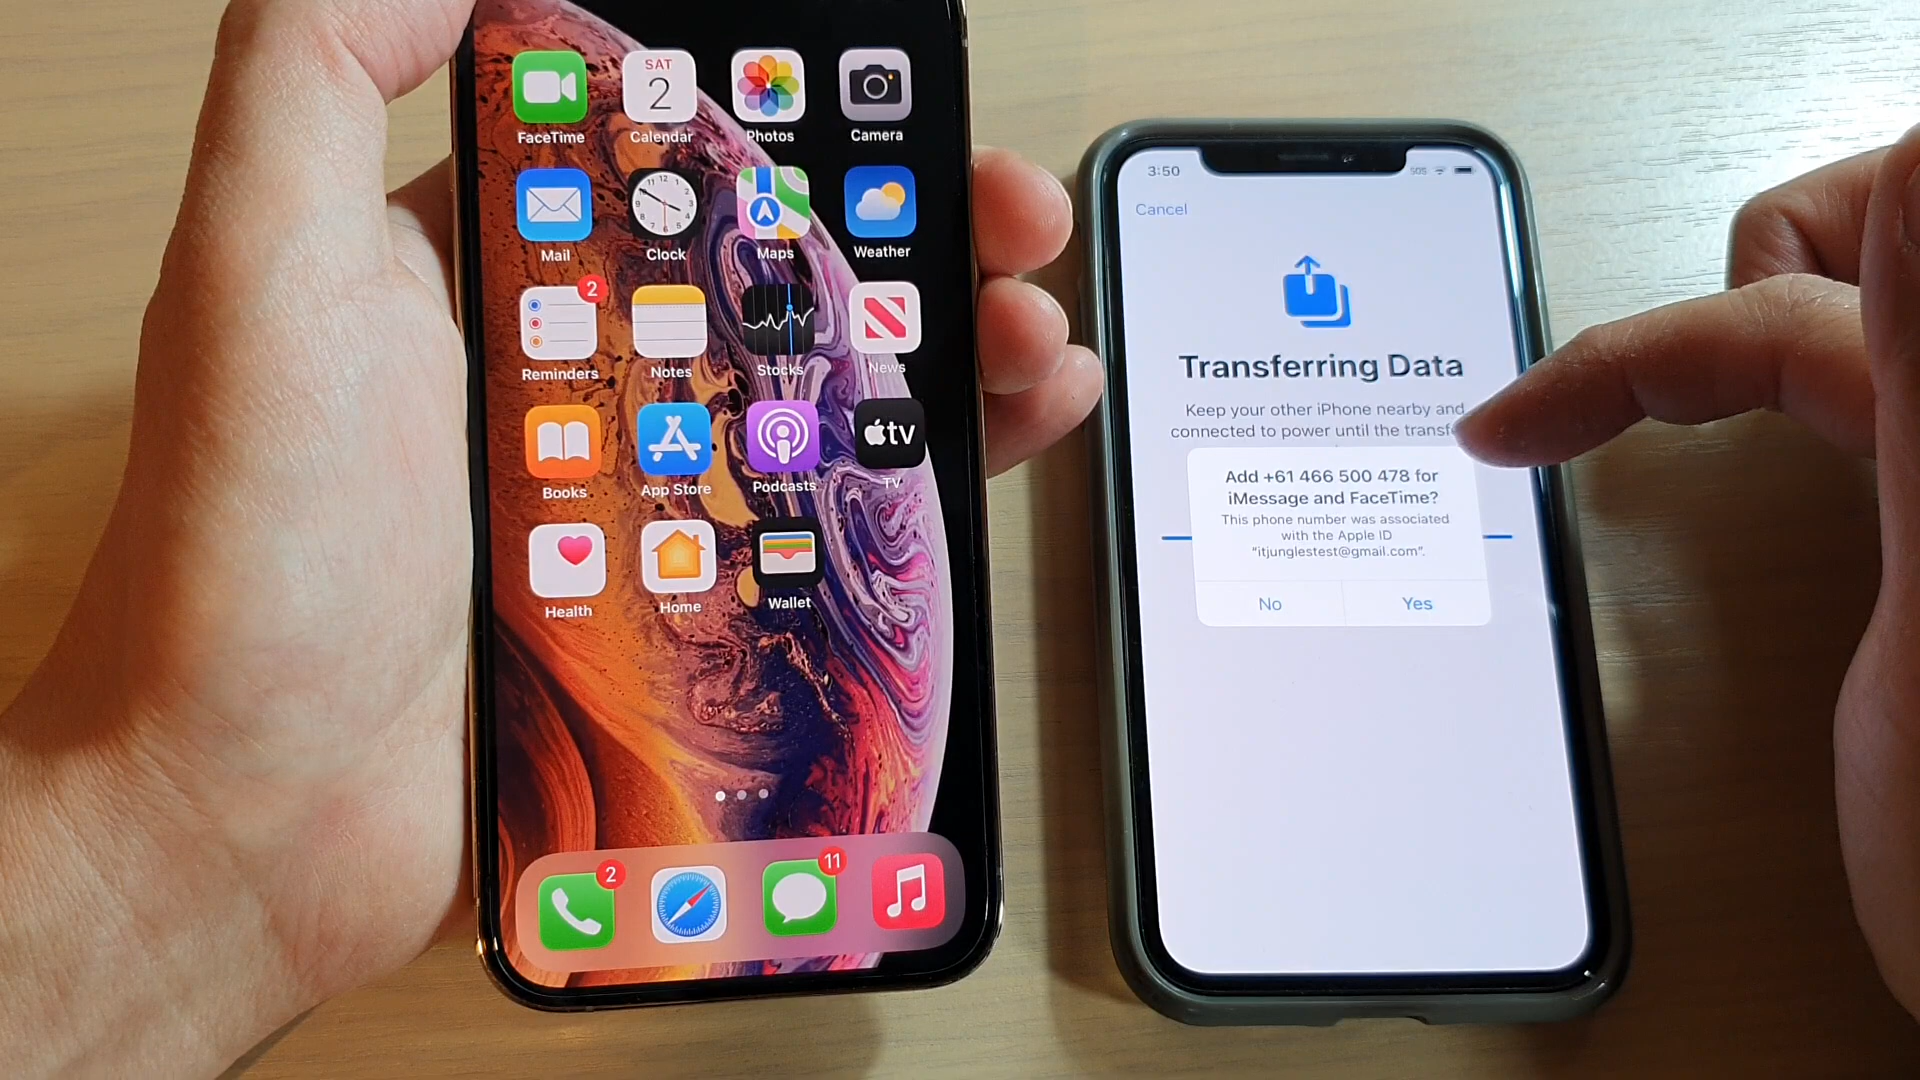 SAT
2
FaceTime
Calendar
Photos
Camera
Mail
Clock
Maps
Weather
2
Reminders
Notes
Stocks
News
tv
Books
App Store
Podcasts
TV
Health
Home
Wallet
2
11
3:50
SOS
Cancel
Transferring Data
Keep your other iPhone nearby and
connected to power until the
Add +61 466 500 478 for
iMessage and FaceTime?
This phone number was associated
with the Apple ID
"itjunglestest@gmail.com".
No
Yes